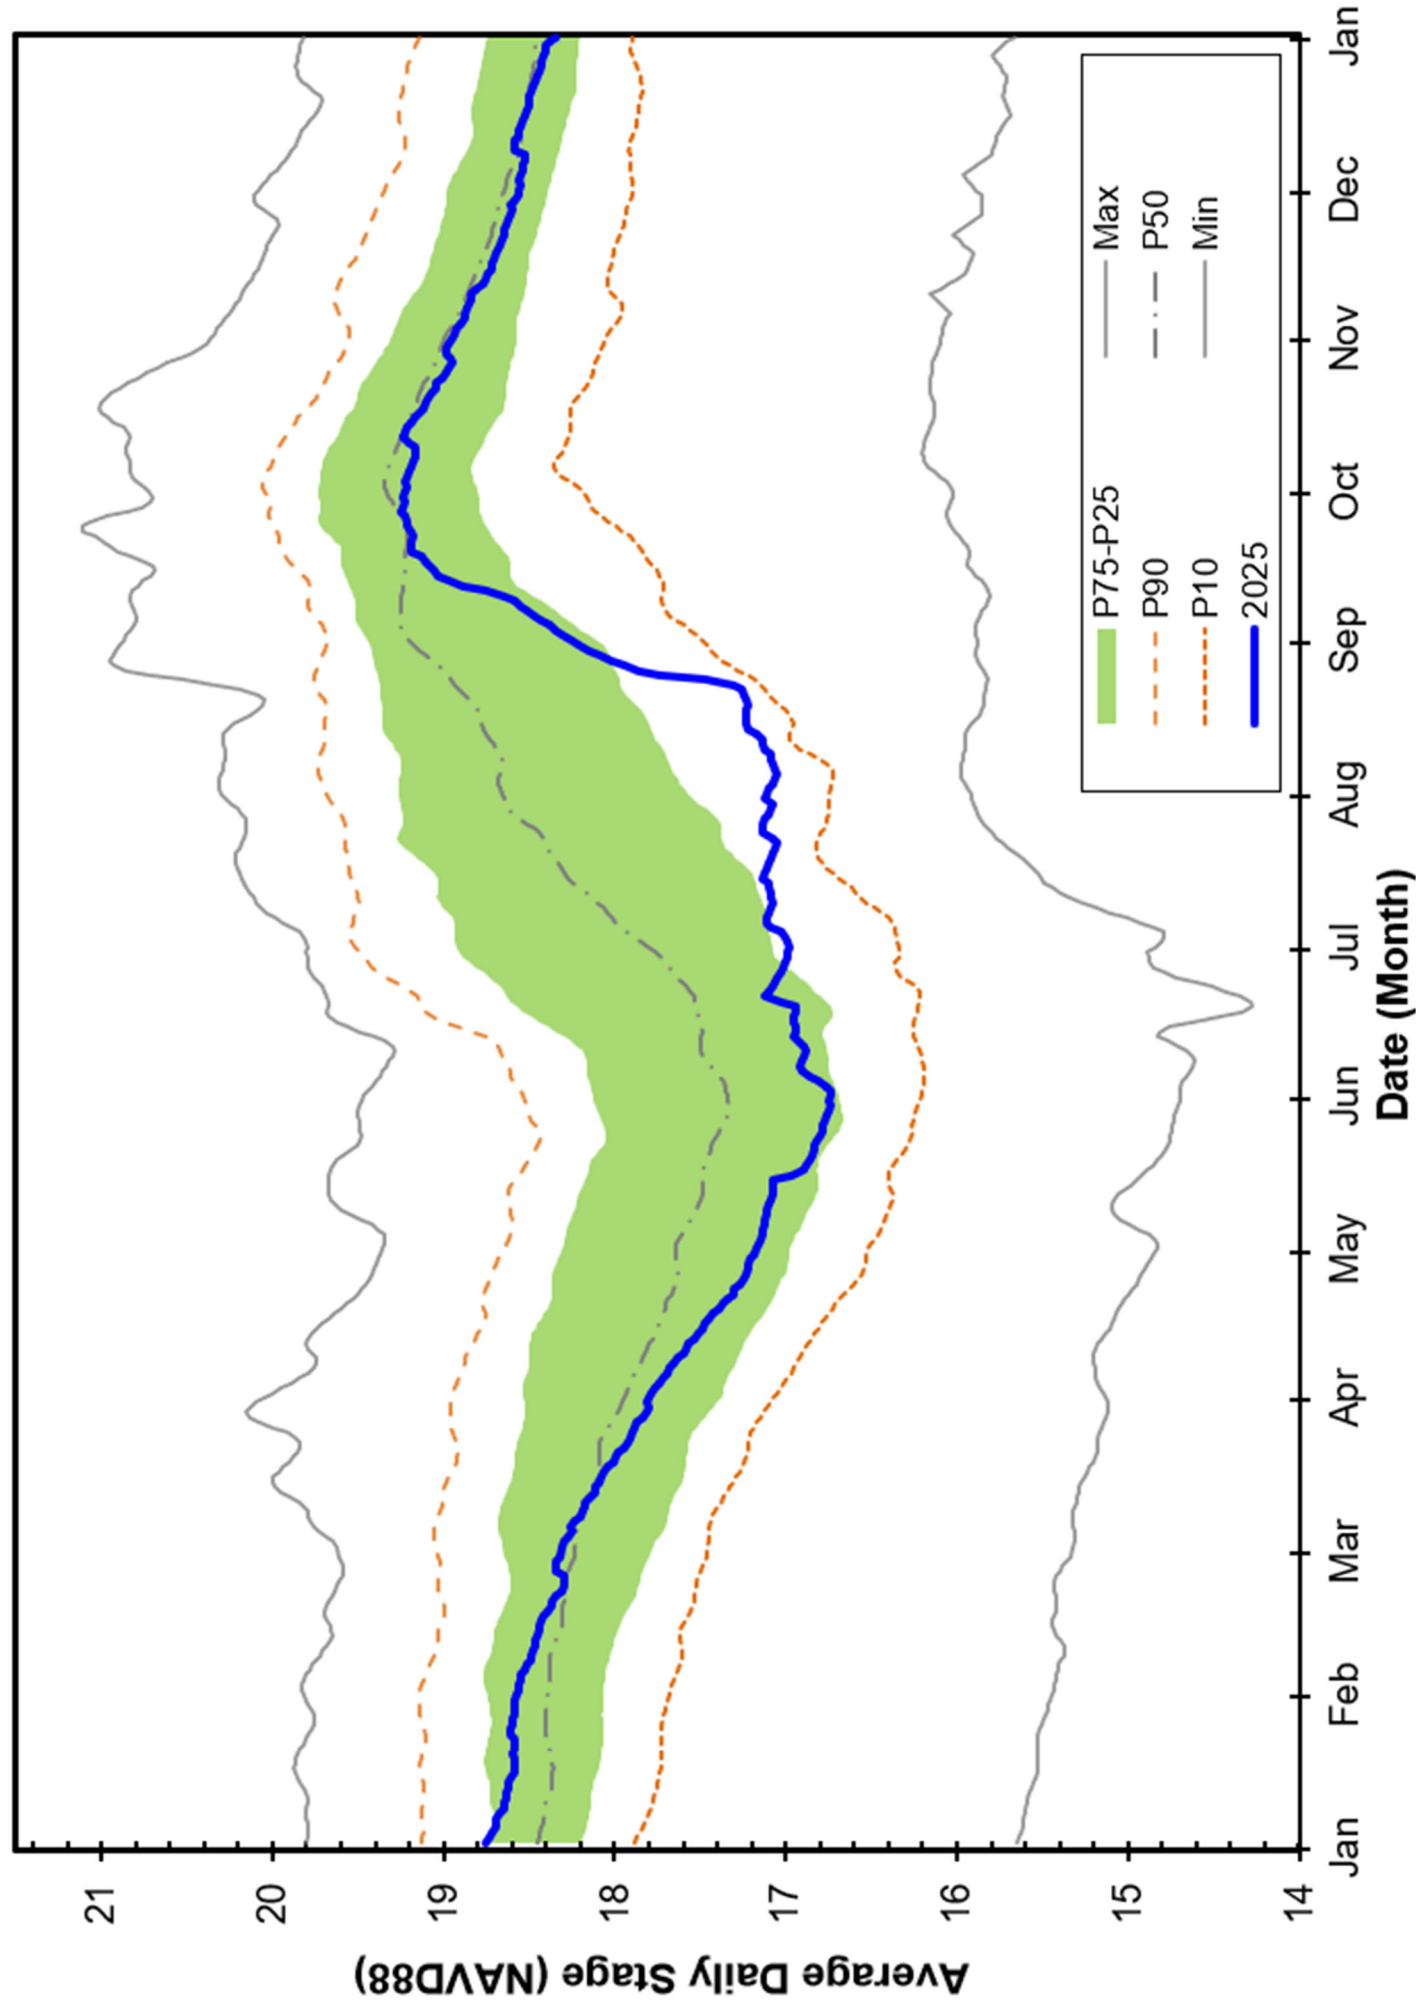 Average Daily Stage (NAVD88)
21
20
19
18
17
16
15
14
Jan Feb Mar Apr May Jun Jul Aug Sep Oct Nov Dec Jan
Date (Month)
P75-P25 Max
P90 P50
P10 Min
2025